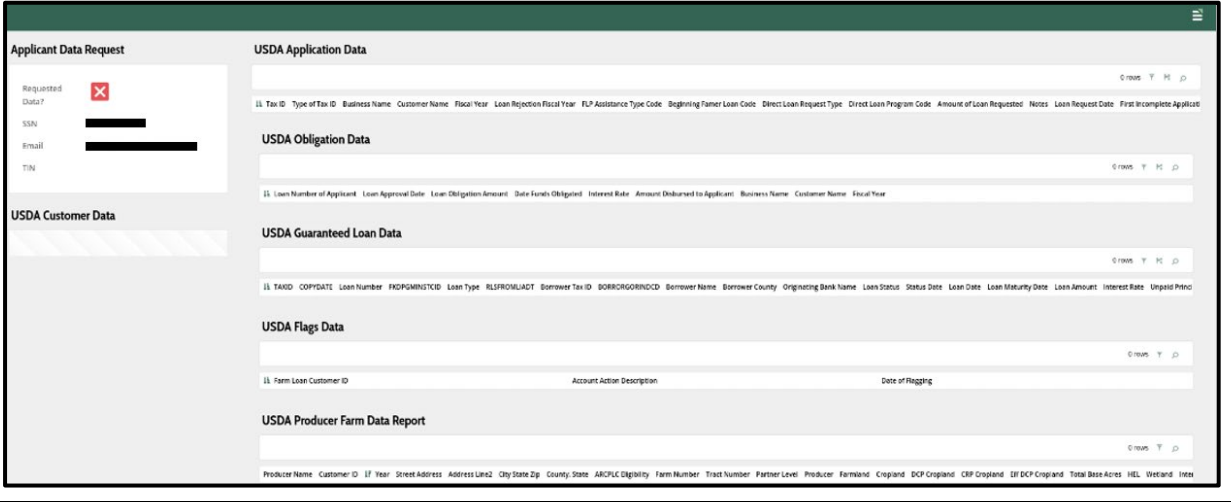 Applicant Data Request
Requested
Data?
SSN
Email
TIN
USDA Customer Data
USDA Application Data
0 rows
Tax ID Type of Tax ID Business Name Customer Name Fiscal Year Loan Rejection Fiscal Year FLP Assistance Type Code Beginning Famer Loan Code Direct Loan Request Type Direct Loan Program Code Amount of Loan Requested Notes Loan Request Date First Incomplete Applicati
USDA Obligation Data
0 rows
Loan Number of Applicant Loan Approval Date Loan Obligation Amount Date Funds Obligated Interest Rate Amount Disbursed to Applicant Business Name Customer Name Fiscal Year
USDA Guaranteed Loan Data
0 rows
TAXID COPYDATE Loan Number FKDPGMINSTCID Loan Type RLSFROMLIADT Borrower Tax ID BORRORGORINDCD Borrower Name Borrower County Originating Bank Name Loan Status Status Date Loan Date Loan Maturity Date Loan Amount Interest Rate Unpaid Princi
USDA Flags Data
0 rows
Farm Loan Customer ID Account Action Description Date of Flagging
USDA Producer Farm Data Report
0 rows
Producer Name Customer ID Year Street Address Address Line2 City State Zip County, State ARCPLC Eligibility Farm Number Tract Number Partner Level Producer Farmland Cropland DCP Cropland CRP Cropland Eff DCP Cropland Total Base Acres HEL Wetland Inte